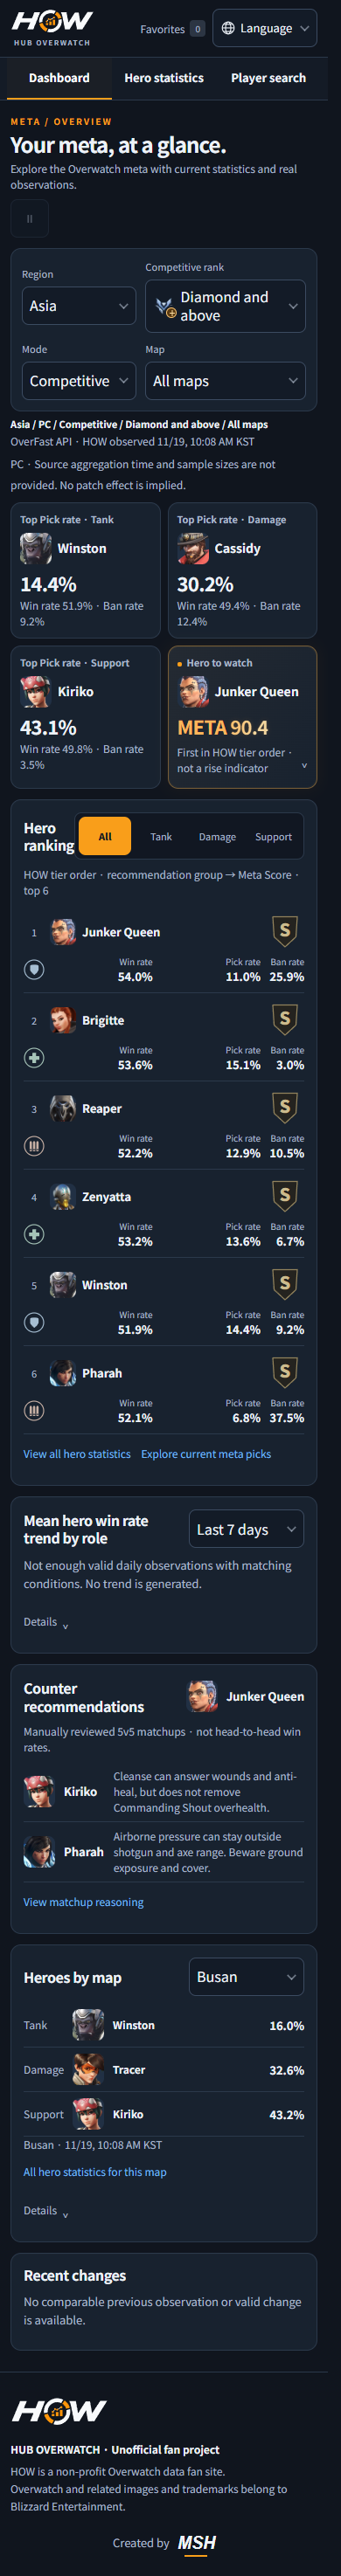 HOW
HUB OVERWATCH
Favorites 0
Language
Dashboard
Hero statistics
Player search
META / OVERVIEW
Your meta, at a glance.
Explore the Overwatch meta with current statistics and real
observations.
Region
Asia
Competitive rank
Diamond and
above
Mode
Competitive
Map
All maps
Asia / PC / Competitive / Diamond and above / All maps
OverFast API · HOW observed 11/19, 10:08 AM KST
PC · Source aggregation time and sample sizes are not
provided. No patch effect is implied.
Top Pick rate · Tank
Winston
14.4%
Win rate 51.9% · Ban rate
9.2%
Top Pick rate · Damage
Cassidy
30.2%
Win rate 49.4% · Ban rate
12.4%
Top Pick rate · Support
Kiriko
43.1%
Win rate 49.8% · Ban rate
3.5%
Hero to watch
Junker Queen
META 90.4
First in HOW tier order ·
not a rise indicator
Hero
ranking
All
Tank
Damage
Support
HOW tier order · recommendation group → Meta Score ·
top 6
1 Junker Queen S
Win rate Pick rate Ban rate
54.0% 11.0% 25.9%
2 Brigitte S
Win rate Pick rate Ban rate
53.6% 15.1% 3.0%
3 Reaper S
Win rate Pick rate Ban rate
52.2% 12.9% 10.5%
4 Zenyatta S
Win rate Pick rate Ban rate
53.2% 13.6% 6.7%
5 Winston S
Win rate Pick rate Ban rate
51.9% 14.4% 9.2%
6 Pharah S
Win rate Pick rate Ban rate
52.1% 6.8% 37.5%
View all hero statistics Explore current meta picks
Mean hero win rate
trend by role
Last 7 days
Not enough valid daily observations with matching
conditions. No trend is generated.
Details
Counter
recommendations
Junker Queen
Manually reviewed 5v5 matchups · not head-to-head win
rates.
Kiriko
Cleanse can answer wounds and anti-
heal, but does not remove
Commanding Shout overhealth.
Pharah
Airborne pressure can stay outside
shotgun and axe range. Beware ground
exposure and cover.
View matchup reasoning
Heroes by map
Busan
Tank Winston 16.0%
Damage Tracer 32.6%
Support Kiriko 43.2%
Busan · 11/19, 10:08 AM KST
All hero statistics for this map
Details
Recent changes
No comparable previous observation or valid change
is available.
HOW
HUB OVERWATCH · Unofficial fan project
HOW is a non-profit Overwatch data fan site.
Overwatch and related images and trademarks belong to
Blizzard Entertainment.
Created by MSH